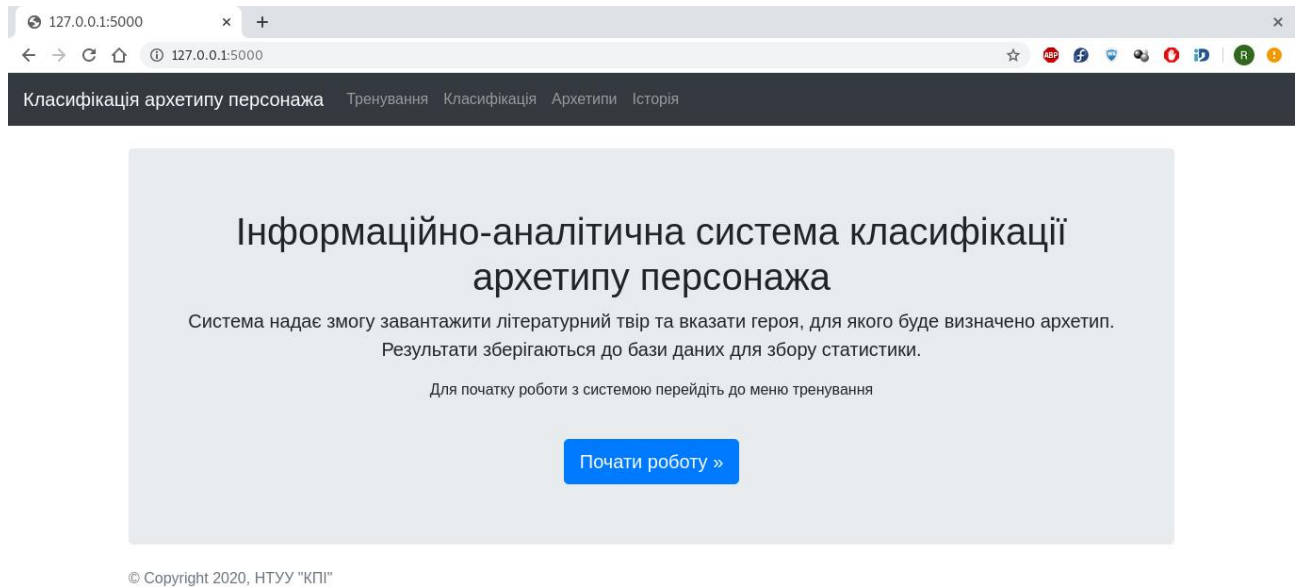 127.0.0.1:5000
127.0.0.1:5000
ABP
R
Класифікація архетипу персонажа Тренування Класифікація Архетипи Історія
Інформаційно-аналітична система класифікації
архетипу персонажа
Система надає змогу завантажити літературний твір та вказати героя, для якого буде визначено архетип.
Результати зберігаються до бази даних для збору статистики.
Для початку роботи з системою перейдіть до меню тренування
Почати роботу »
© Copyright 2020, НТУУ "КПІ"